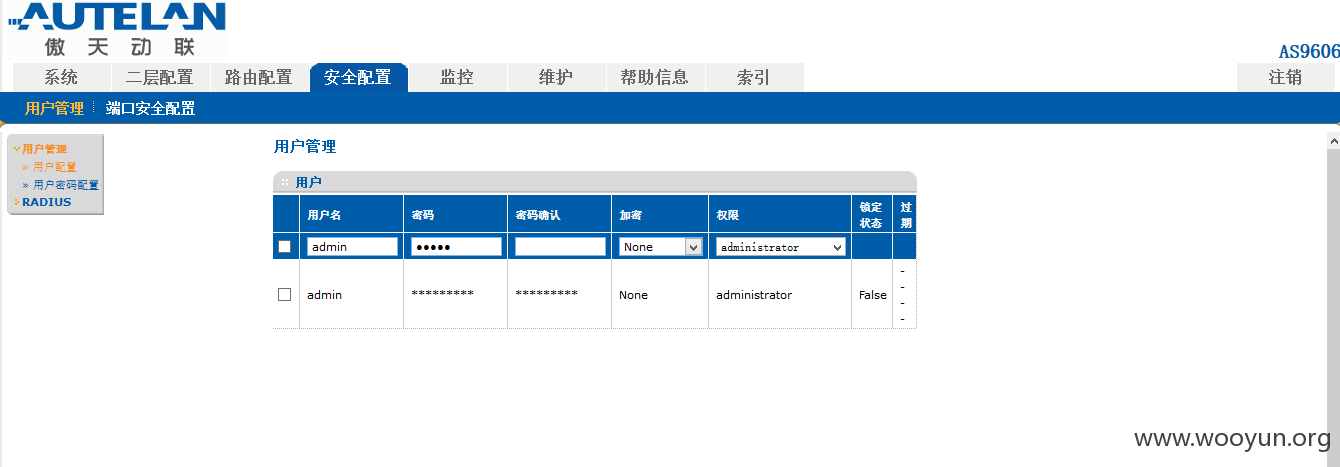 AUTELAN
傲天动联
AS9606
系统 二层配置 路由配置 安全配置 监控 维护 帮助信息 索引 注销
用户管理 端口安全配置
用户管理
用户配置
用户密码配置
RADIUS
用户管理
用户
用户名 密码 密码确认 加密 权限 锁定状态 过期
admin ••••• None administrator
admin ********* ********* None administrator False - - - -
www.wooyun.org